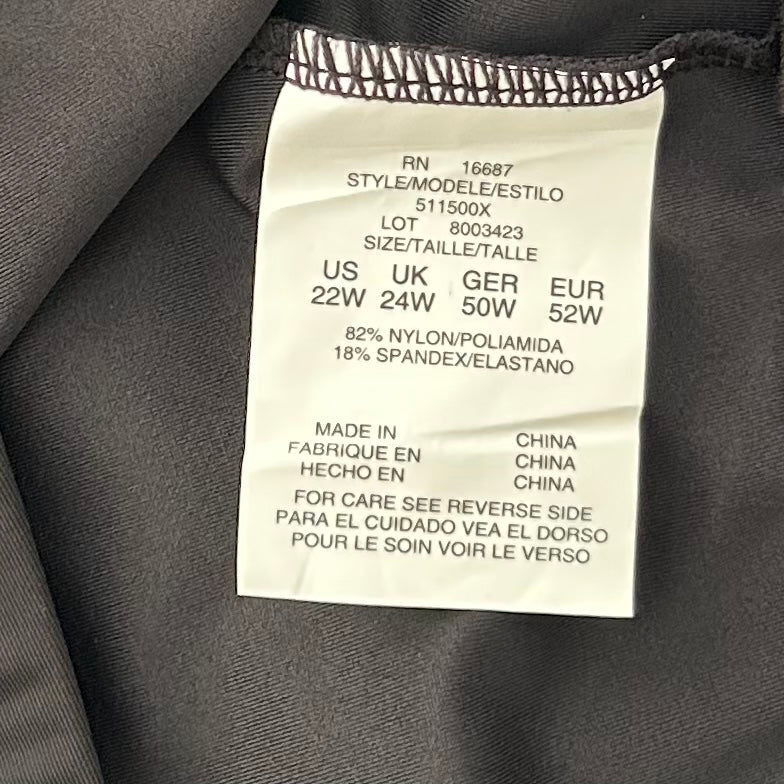 RN 16687
STYLE/MODELE/ESTILO
511500X
LOT 8003423
SIZE/TAILLE/TALLE
US UK GER EUR
22W 24W 50W 52W
82% NYLON/POLIAMIDA
18% SPANDEX/ELASTANO
MADE IN CHINA
FABRIQUE EN CHINA
HECHO EN CHINA
FOR CARE SEE REVERSE SIDE
PARA EL CUIDADO VEA EL DORSO
POUR LE SOIN VOIR LE VERSO